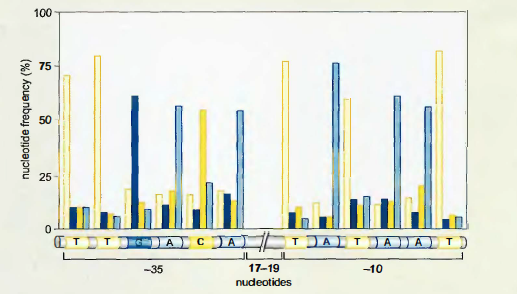 nucleotide frequency (%)
100
75
50
25
0
T T G A C A T A T A A T
–35 17–19 –10
nucleotides